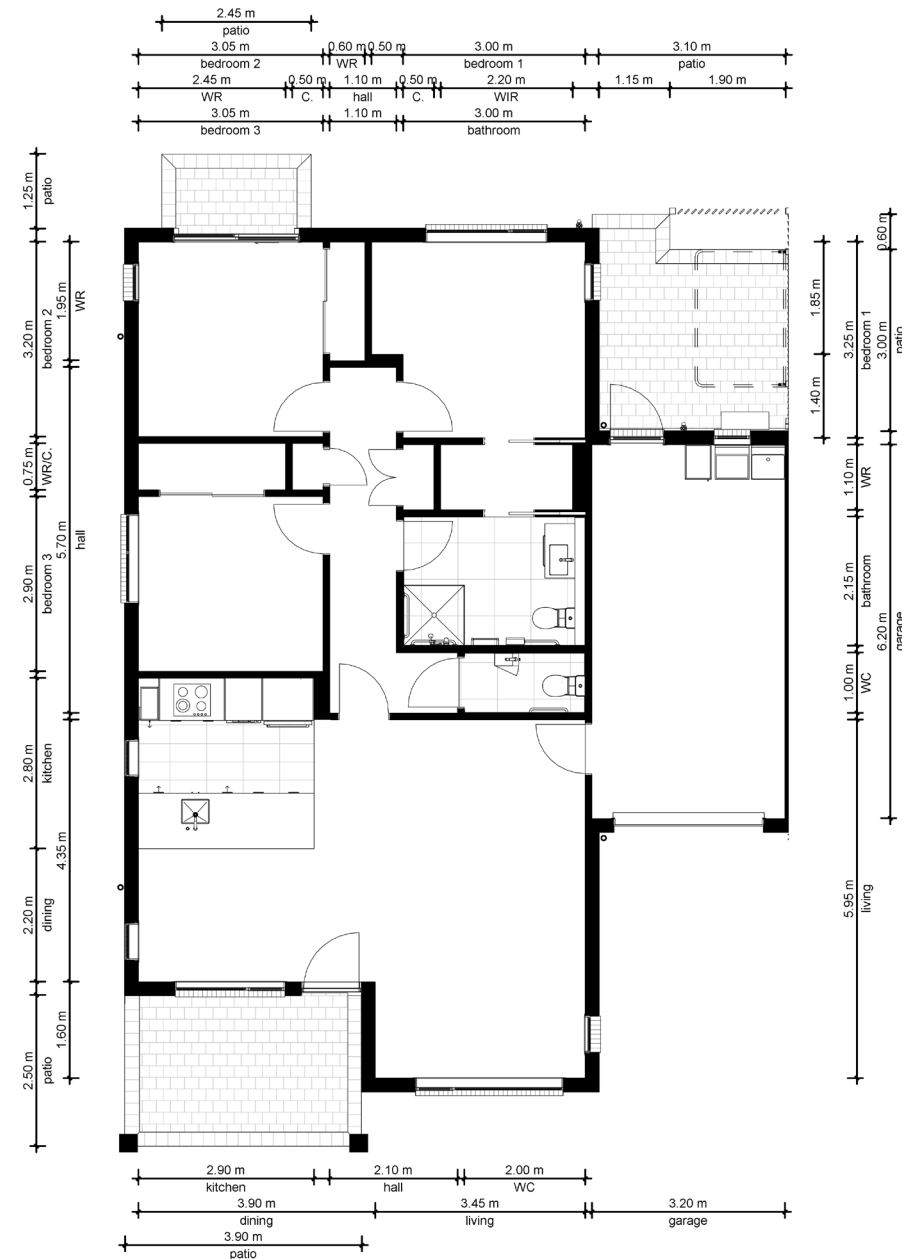 2.45 m
patio
3.05 m 0.60 m 0.50 m 3.00 m 3.10 m
bedroom 2 WR bedroom 1 patio
2.45 m 0.50 m 1.10 m 0.50 m 2.20 m 1.15 m 1.90 m
WR C. hall C. WIR
3.05 m 1.10 m 3.00 m
bedroom 3 bathroom
1.25 m
patio
3.20 m
bedroom 2
1.95 m
WR
0.75 m
WR/C.
5.70 m
hall
2.90 m
bedroom 3
2.80 m
kitchen
4.35 m
2.20 m
dining
1.60 m
2.50 m
patio
0.60 m
1.85 m
3.25 m
bedroom 1
3.00 m
patio
1.40 m
1.10 m
WR
2.15 m
bathroom
6.20 m
garage
1.00 m
WC
5.95 m
living
2.90 m 2.10 m 2.00 m
kitchen hall WC
3.90 m 3.45 m 3.20 m
dining living garage
3.90 m
patio